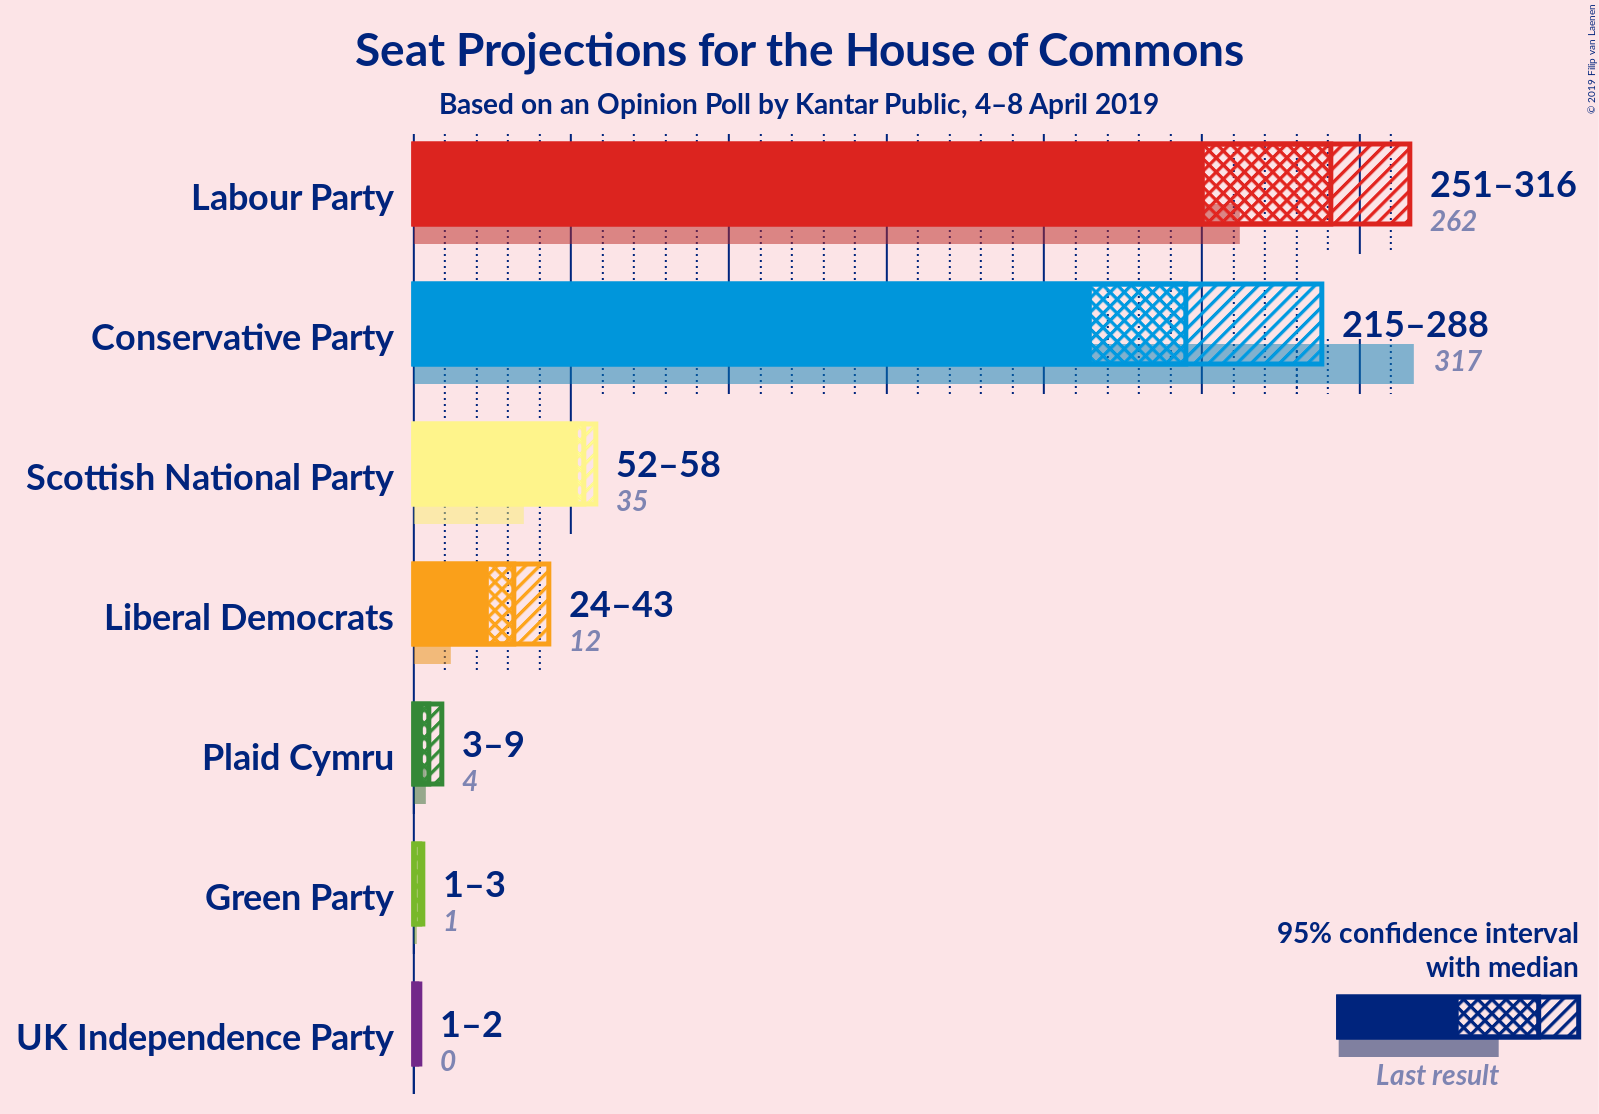 Seat Projections for the House of Commons
Based on an Opinion Poll by Kantar Public, 4–8 April 2019
© 2019 Filip van Laenen
Labour Party
251–316
262
Conservative Party
215–288
317
Scottish National Party
52–58
35
Liberal Democrats
24–43
12
Plaid Cymru
3–9
4
Green Party
1–3
1
UK Independence Party
1–2
0
95% confidence interval
with median
Last result